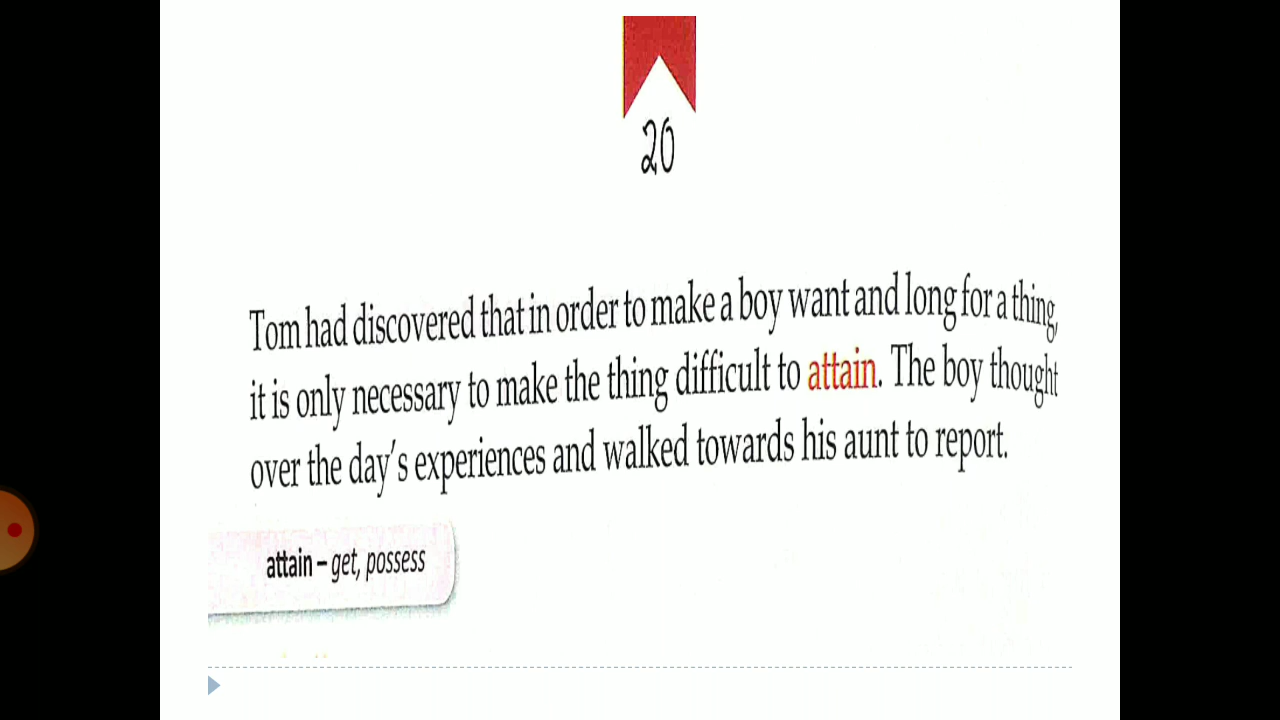 20
Tom had discovered that in order to make a boy want and long for a thing,
it is only necessary to make the thing difficult to attain. The boy thought
over the day's experiences and walked towards his aunt to report.
attain – get, possess